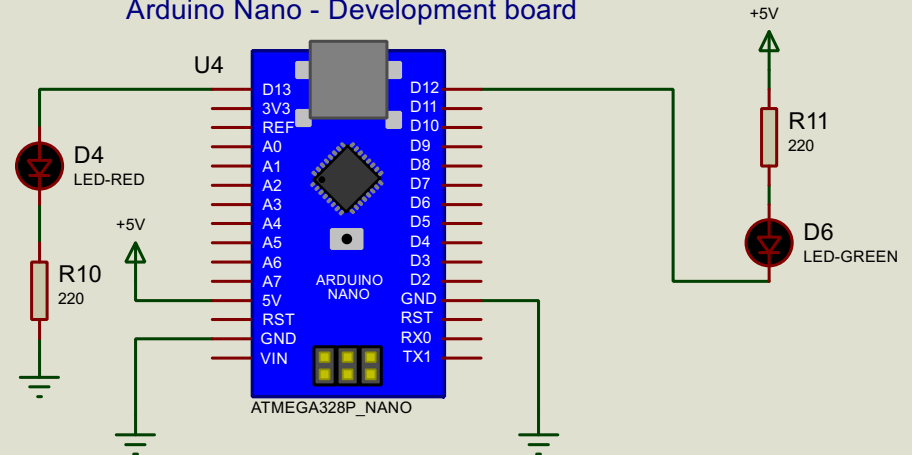 Arduino Nano - Development board
+5V
U4
D13
3V3
REF
A0
A1
A2
A3
A4
A5
A6
A7
5V
RST
GND
VIN
D12
D11
D10
D9
D8
D7
D6
D5
D4
D3
D2
GND
RST
RX0
TX1
ARDUINO
NANO
ATMEGA328P_NANO
D4
LED-RED
+5V
R10
220
R11
220
D6
LED-GREEN